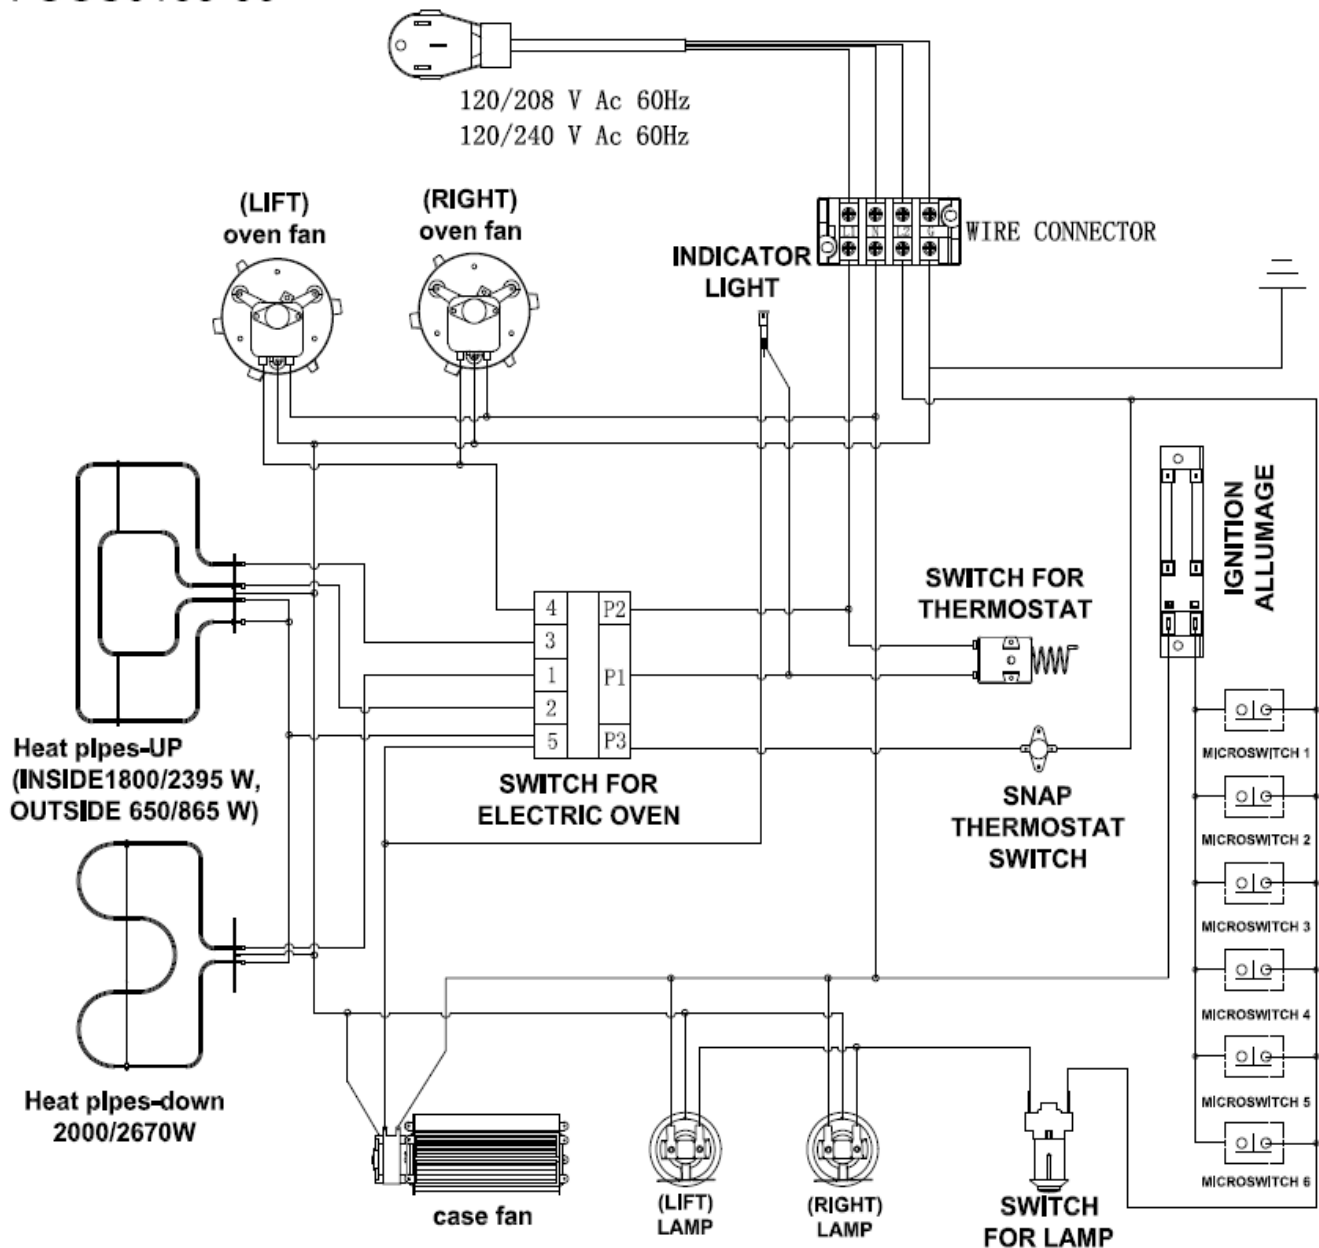 120/208 V Ac 60Hz
120/240 V Ac 60Hz
(LIFT)
oven fan
(RIGHT)
oven fan
INDICATOR
LIGHT
L1 N L2 G
WIRE CONNECTOR
IGNITION
ALLUMAGE
SWITCH FOR
THERMOSTAT
4 P2
3
1 P1
2
5 P3
SWITCH FOR
ELECTRIC OVEN
Heat pipes-UP
(INSIDE1800/2395 W,
OUTSIDE 650/865 W)
SNAP
THERMOSTAT
SWITCH
MICROSWITCH 1
MICROSWITCH 2
MICROSWITCH 3
MICROSWITCH 4
MICROSWITCH 5
MICROSWITCH 6
Heat pipes-down
2000/2670W
case fan
(LIFT)
LAMP
(RIGHT)
LAMP
SWITCH
FOR LAMP